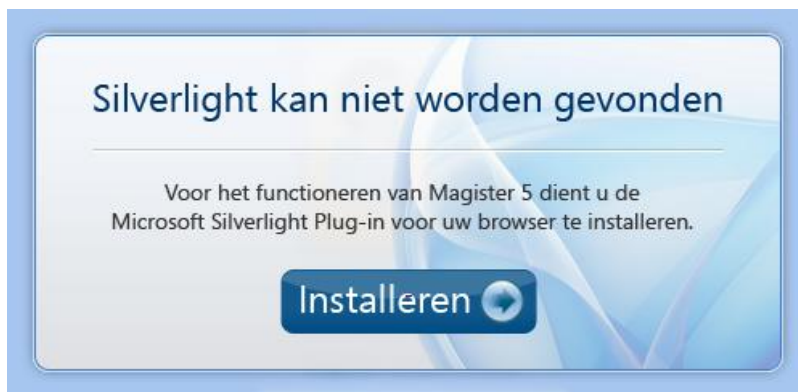 Silverlight kan niet worden gevonden
Voor het functioneren van Magister 5 dient u de
Microsoft Silverlight Plug-in voor uw browser te installeren.
Installeren